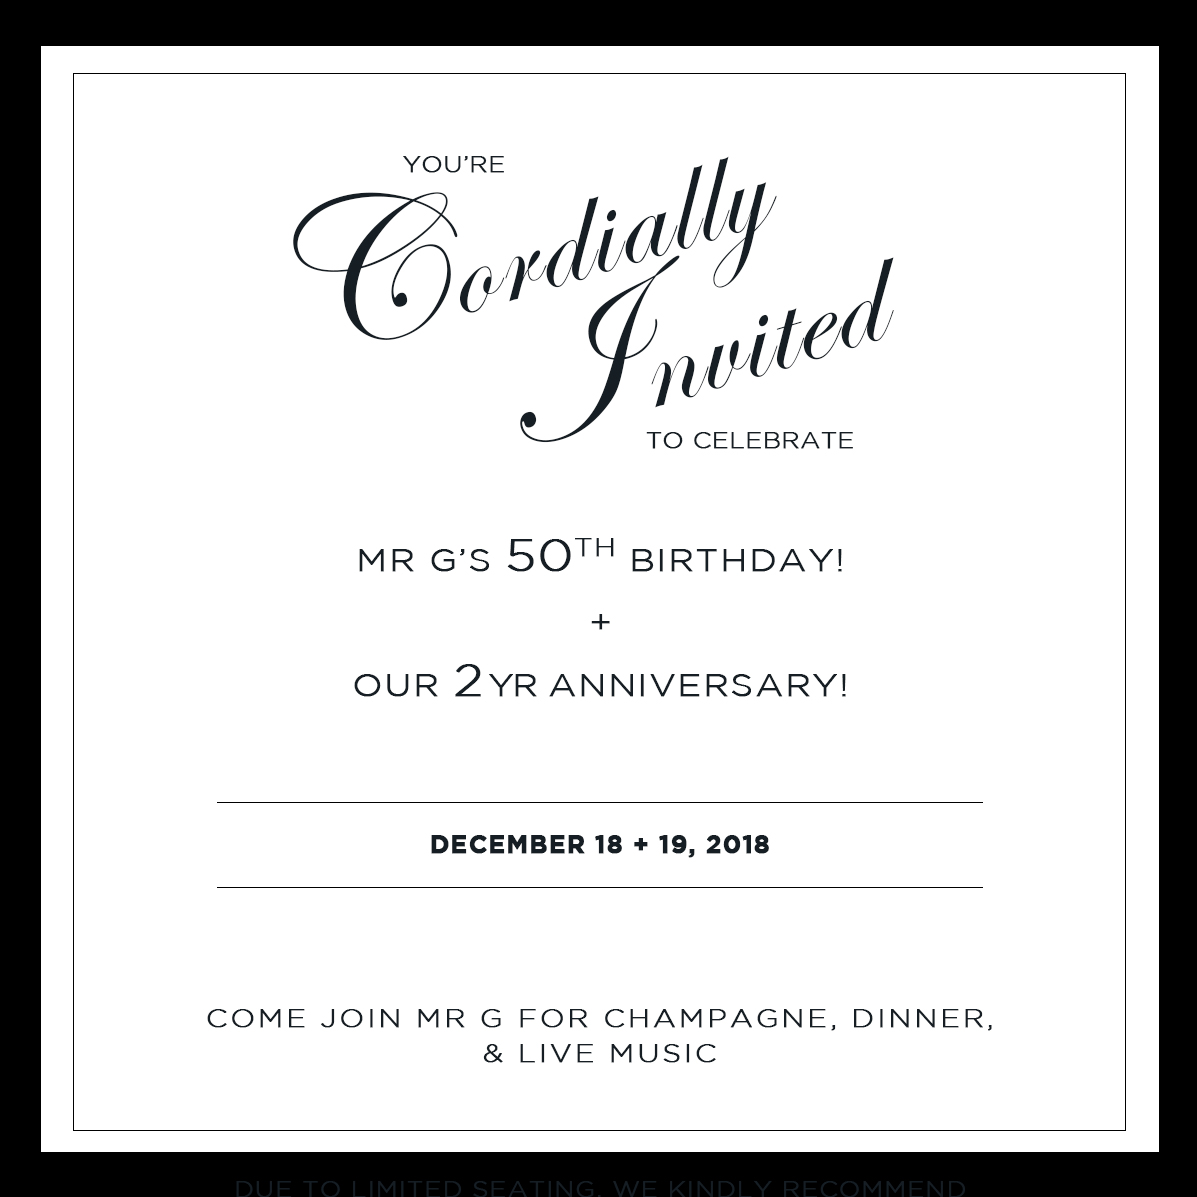 YOU'RE
Cordially
Invited
TO CELEBRATE
MR G'S 50TH BIRTHDAY!
+
OUR 2YR ANNIVERSARY!
DECEMBER 18 + 19, 2018
COME JOIN MR G FOR CHAMPAGNE, DINNER,
& LIVE MUSIC
DUE TO LIMITED SEATING, WE KINDLY RECOMMEND